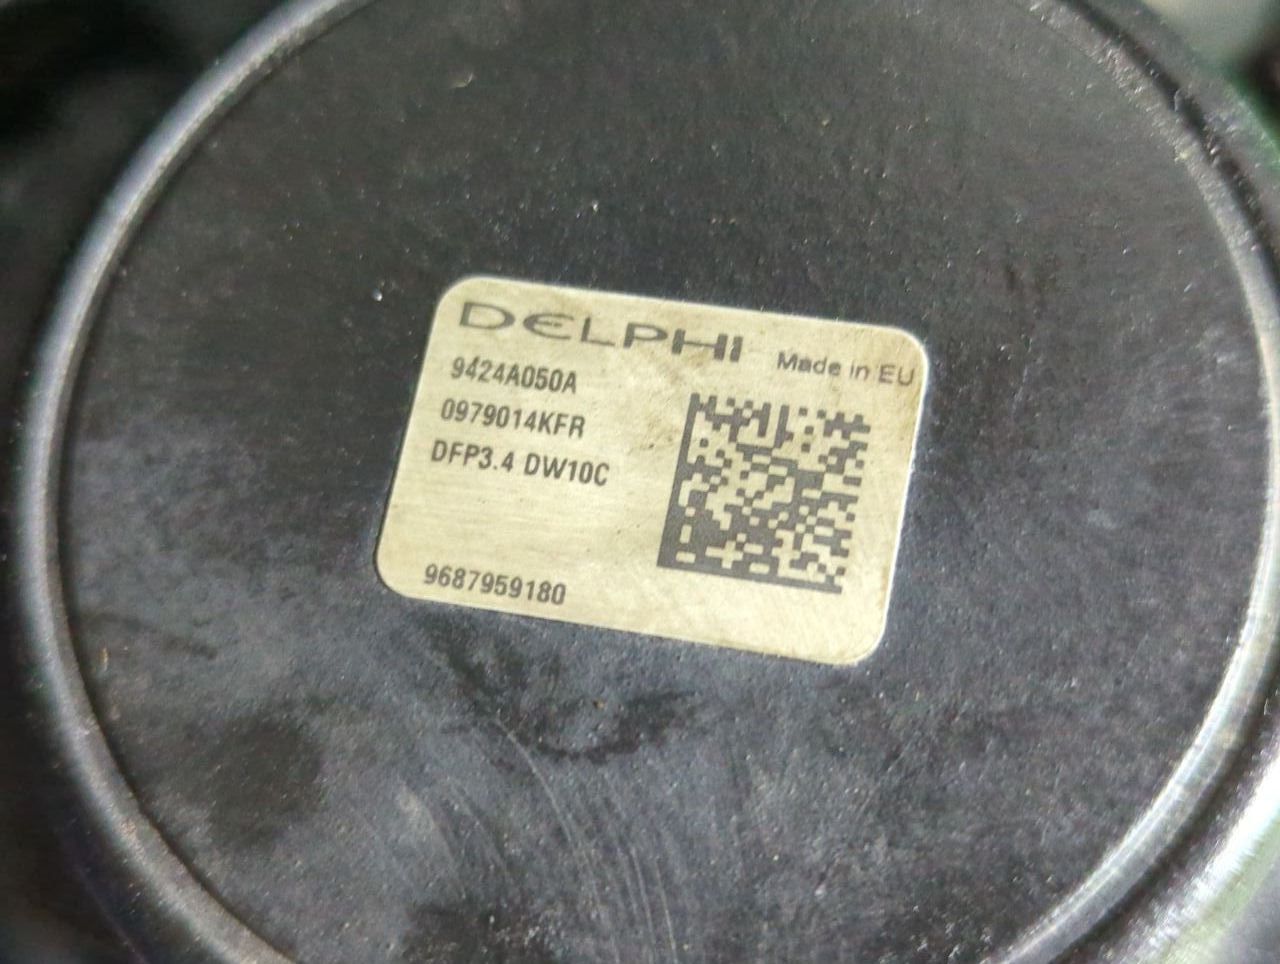 DELPHI Made in EU
9424A050A
0979014KFR
DFP3.4 DW10C
9687959180